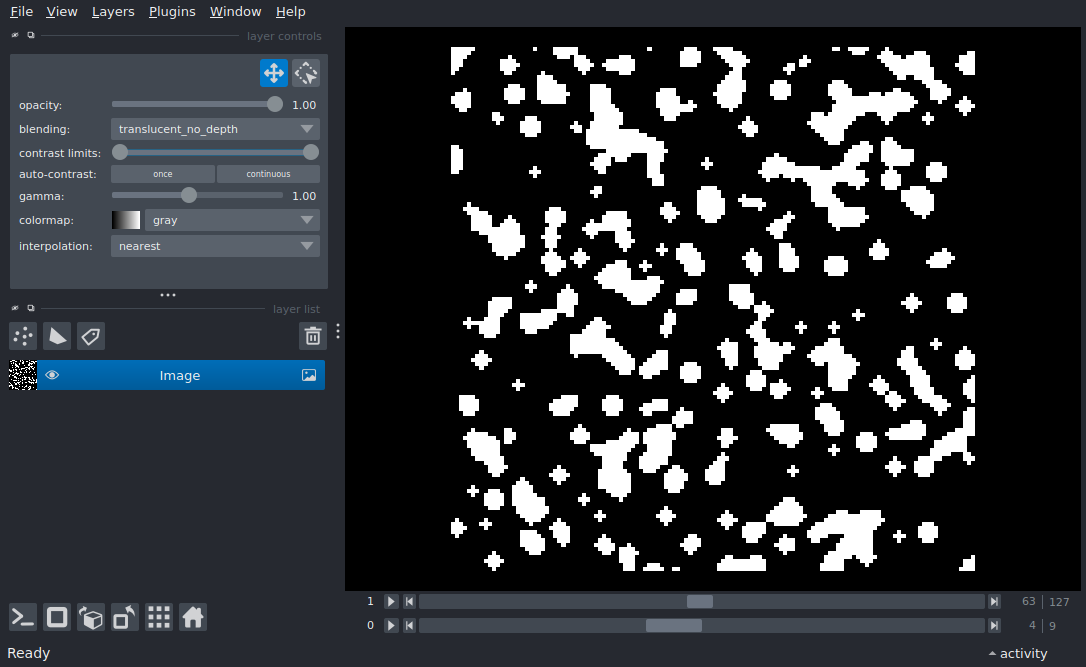 File View Layers Plugins Window Help
layer controls
opacity: 1.00
blending: translucent_no_depth
contrast limits:
auto-contrast: once continuous
gamma: 1.00
colormap: gray
interpolation: nearest
layer list
Image
1 63 127
0 4 9
Ready activity